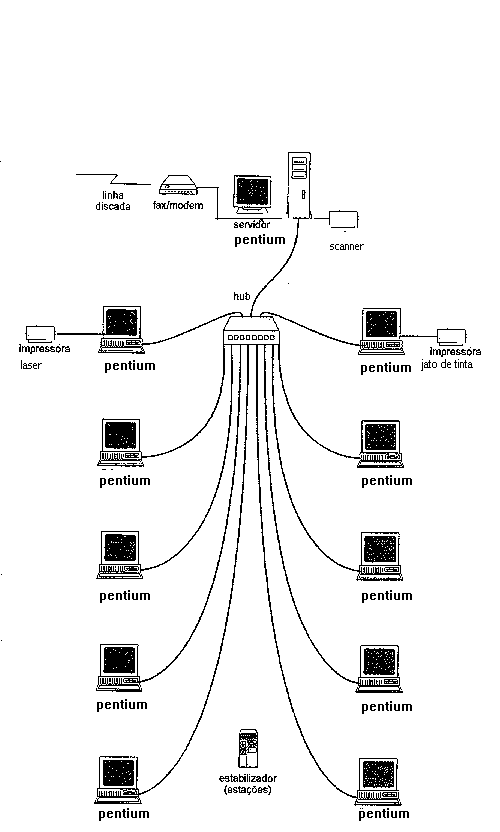 linha
discada
fax/modem
servidor
pentium
scanner
hub
impressora
laser
pentium
pentium
impressora
jato de tinta
pentium
pentium
pentium
pentium
pentium
pentium
estabilizador
(estações)
pentium
pentium